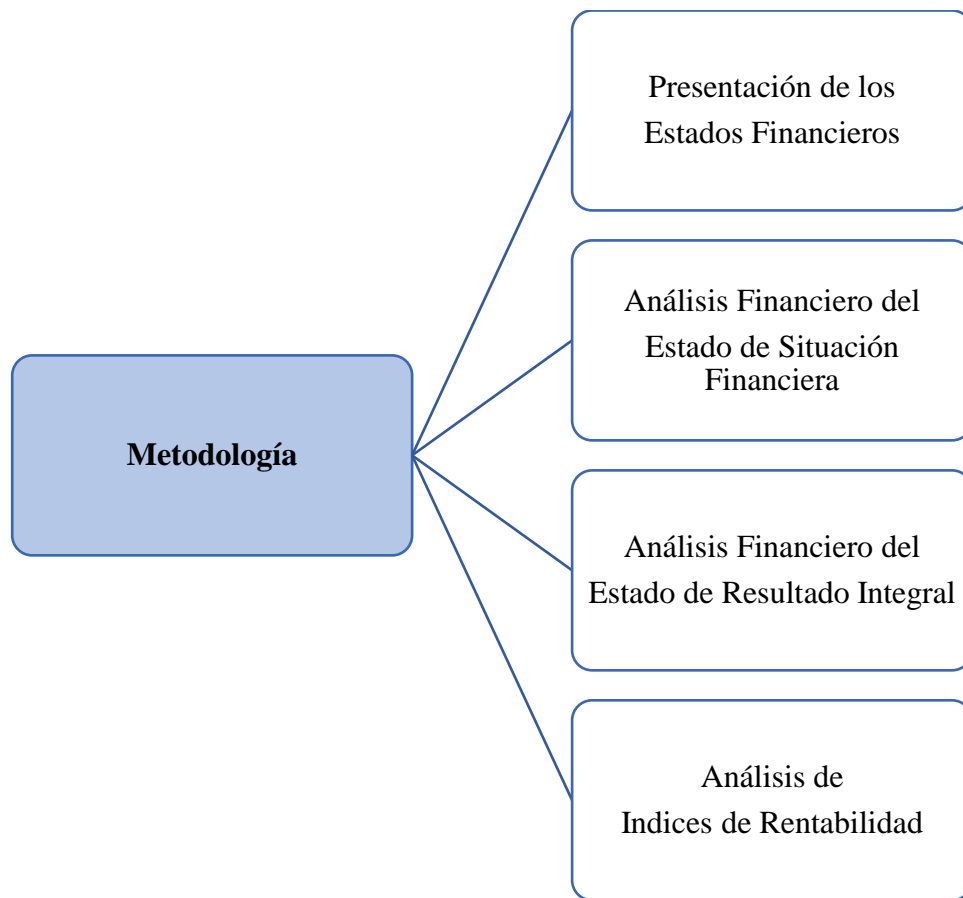 Presentación de los
Estados Financieros
Análisis Financiero del
Estado de Situación
Financiera
Metodología
Análisis Financiero del
Estado de Resultado Integral
Análisis de
Indices de Rentabilidad